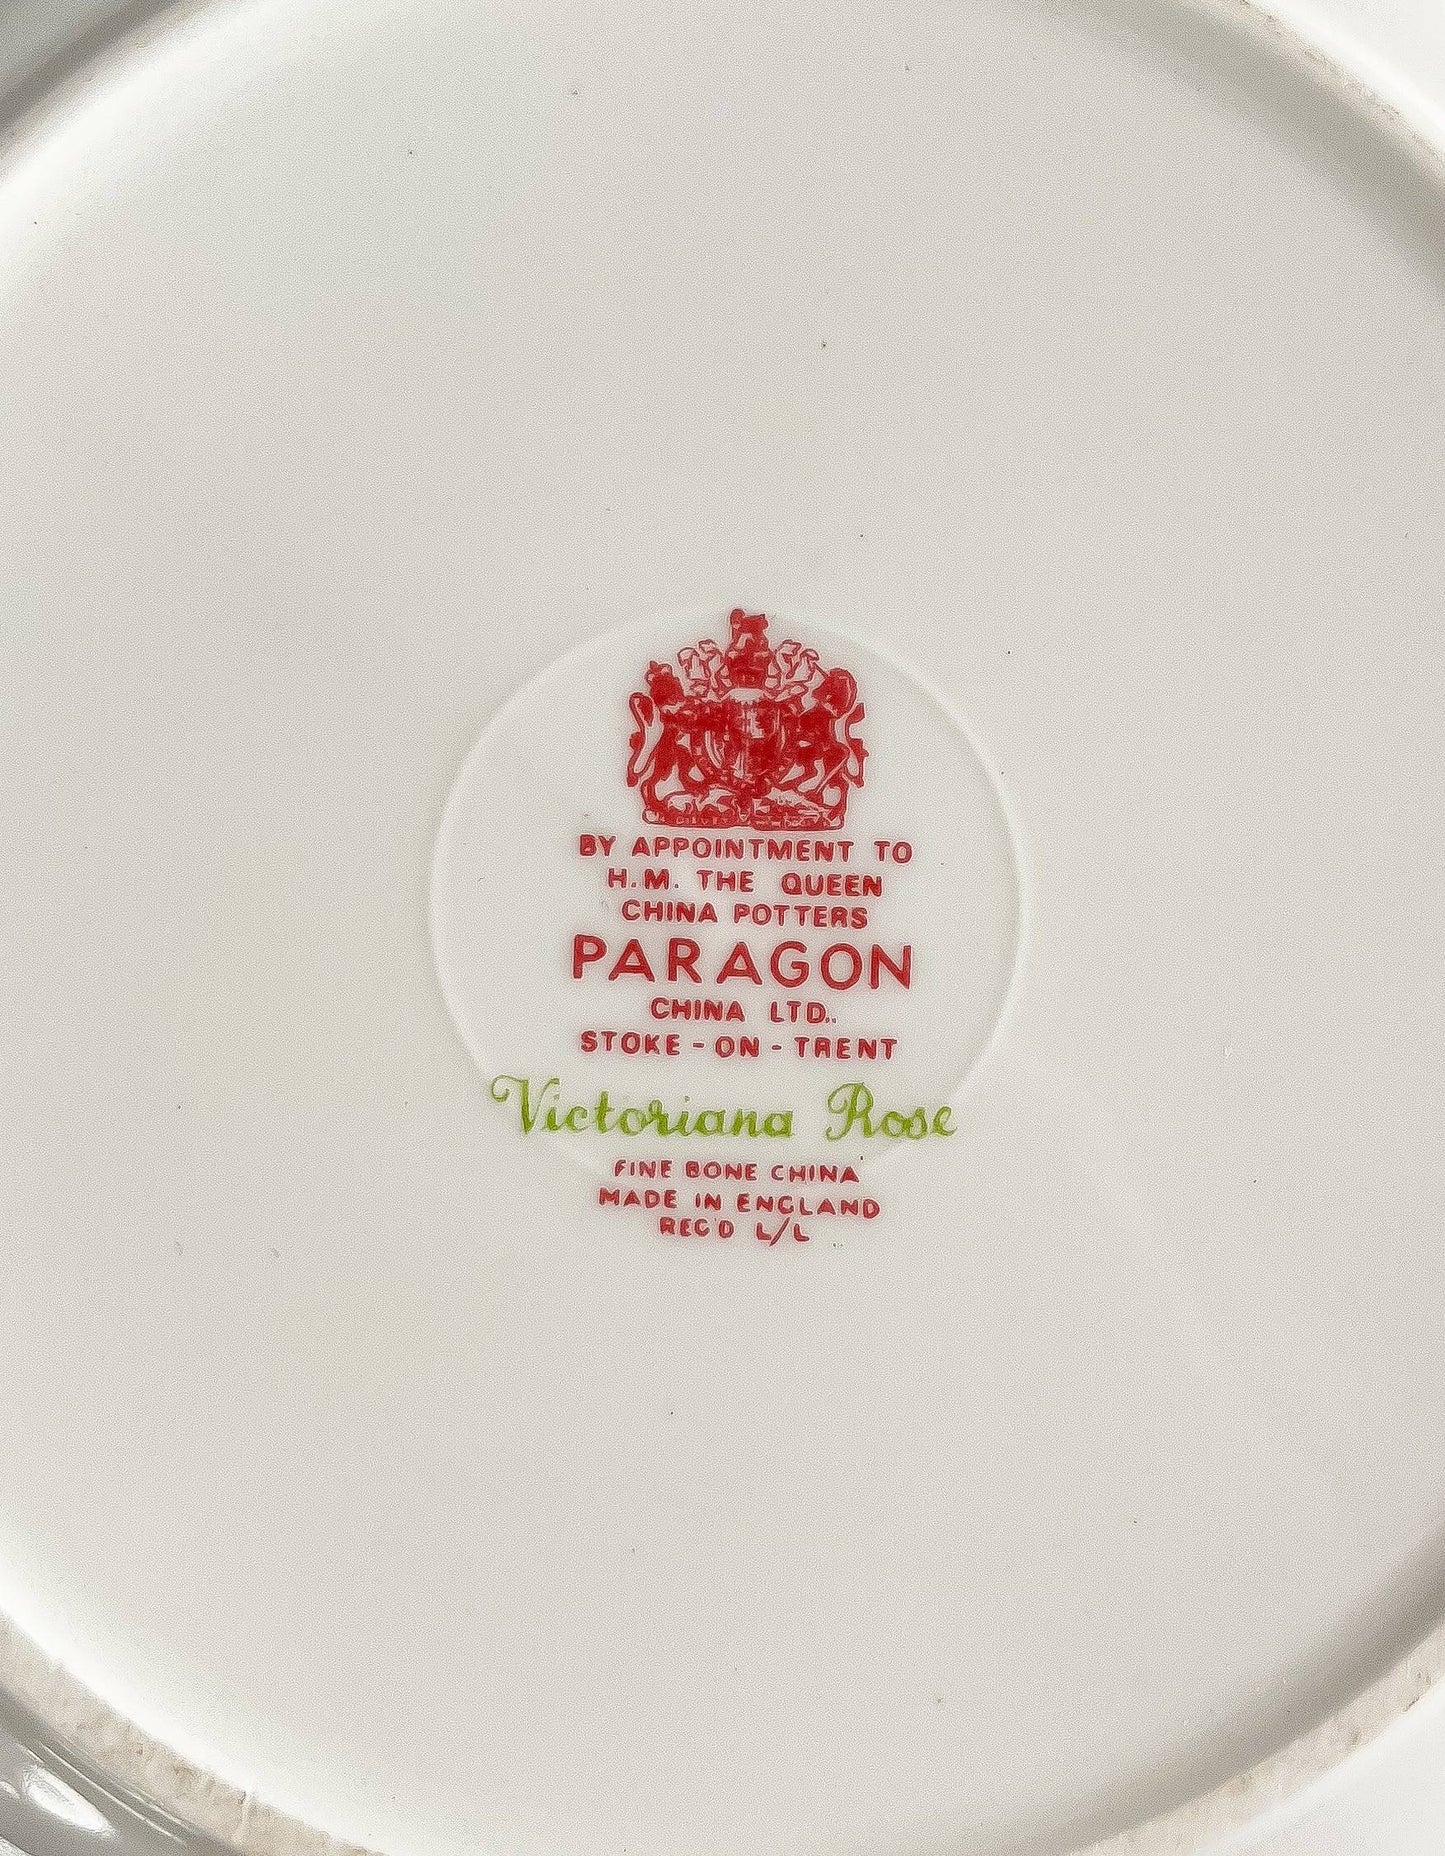 BY APPOINTMENT TO
H.M. THE QUEEN
CHINA POTTERS
PARAGON
CHINA LTD.
STOKE-ON-TRENT
Victoriana Rose
FINE BONE CHINA
MADE IN ENGLAND
REG'D L/L